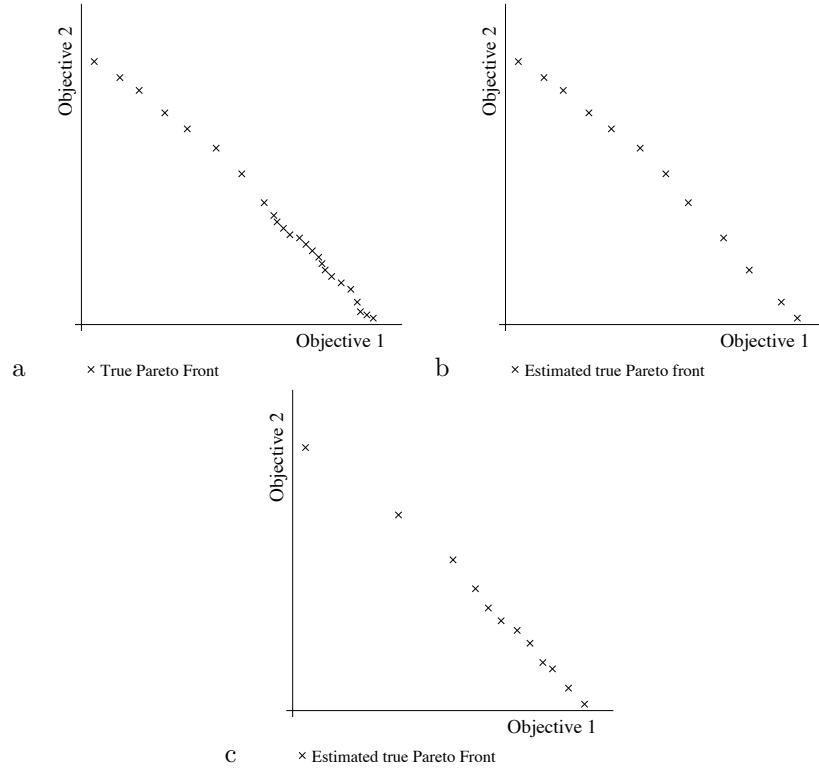 Objective 2
Objective 1
a
× True Pareto Front
Objective 2
Objective 1
b
× Estimated true Pareto front
Objective 2
Objective 1
c
× Estimated true Pareto Front